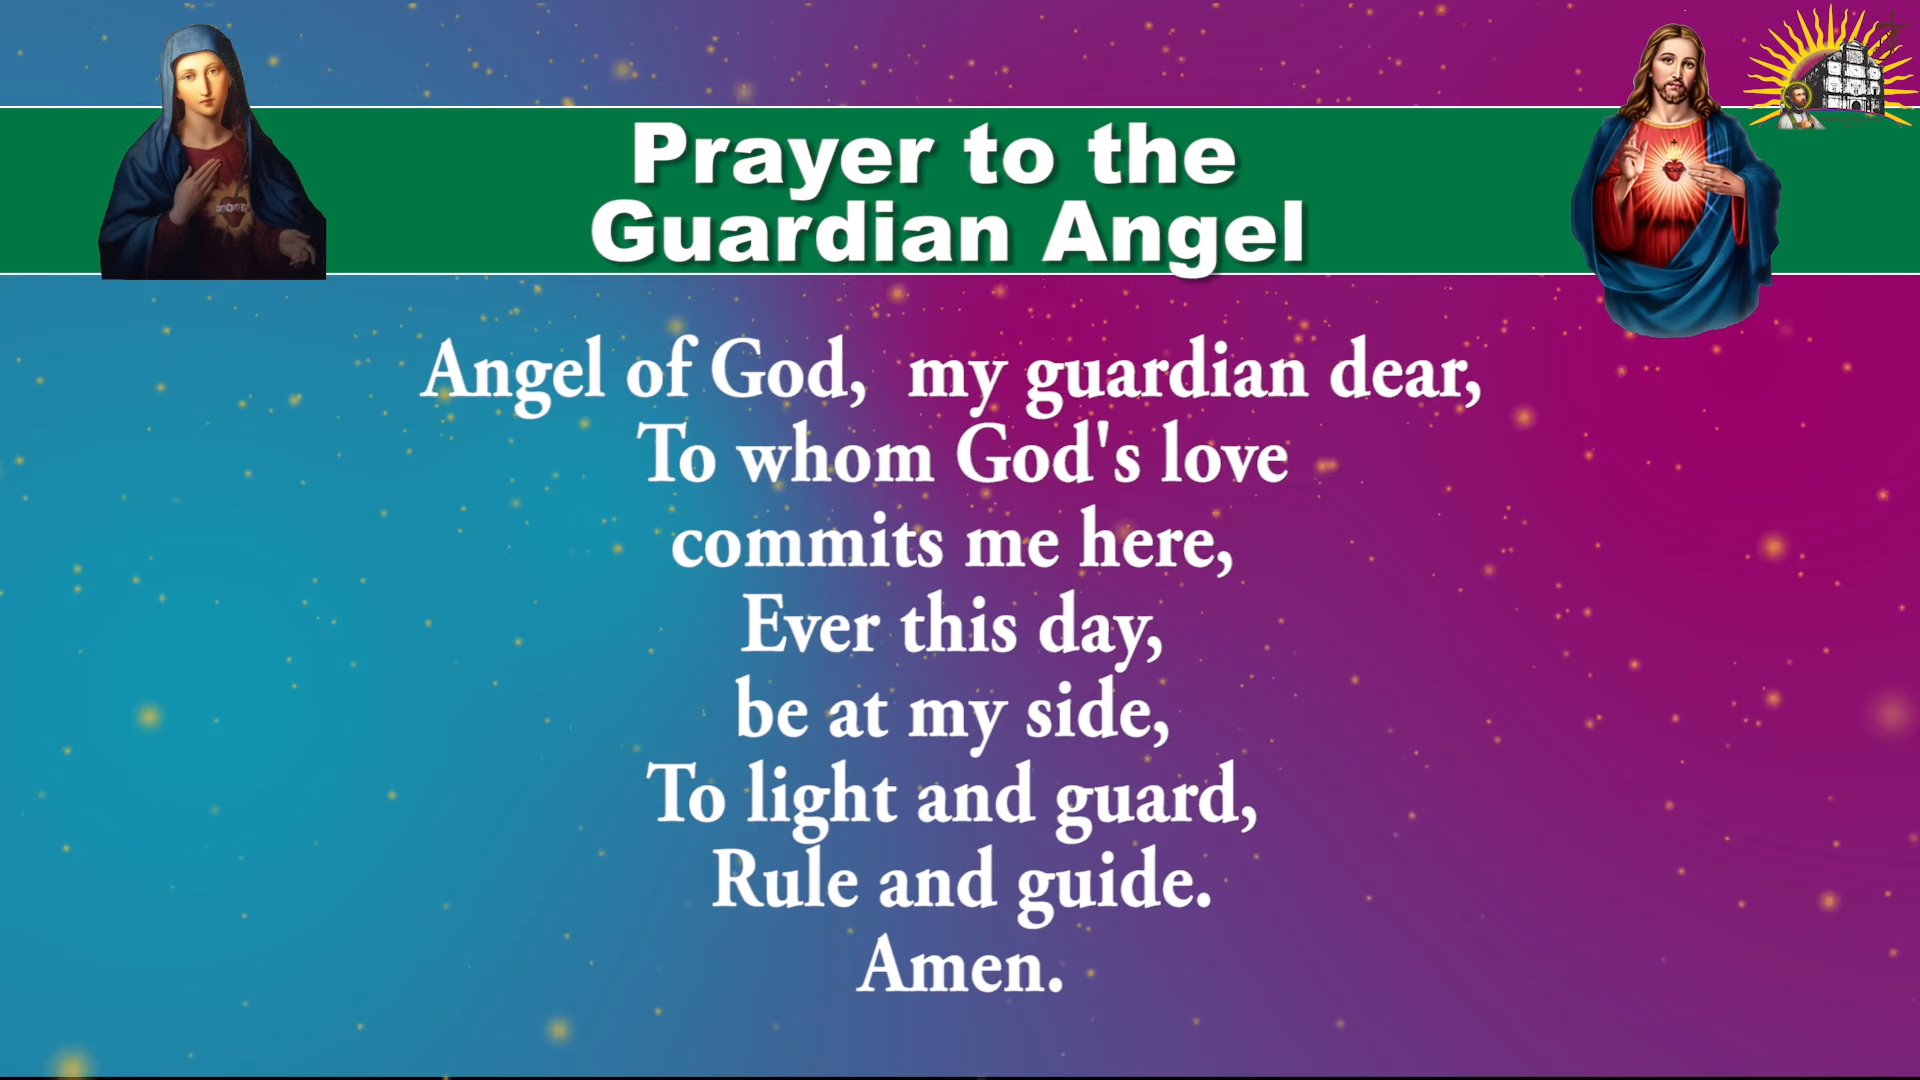 Prayer to the
Guardian Angel
Angel of God,  my guardian dear,
To whom God's love
commits me here,
Ever this day,
be at my side,
To light and guard,
Rule and guide.
Amen.